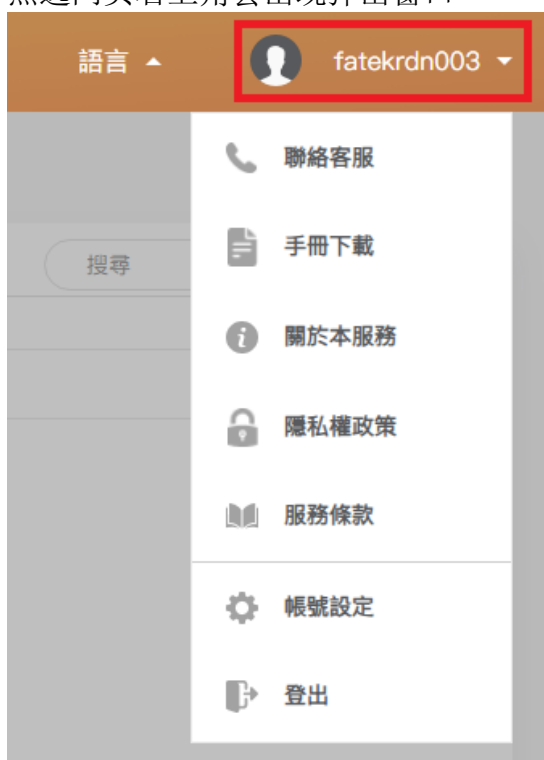 語言
fatekrdn003
聯絡客服
搜尋
手冊下載
關於本服務
隱私權政策
服務條款
帳號設定
登出